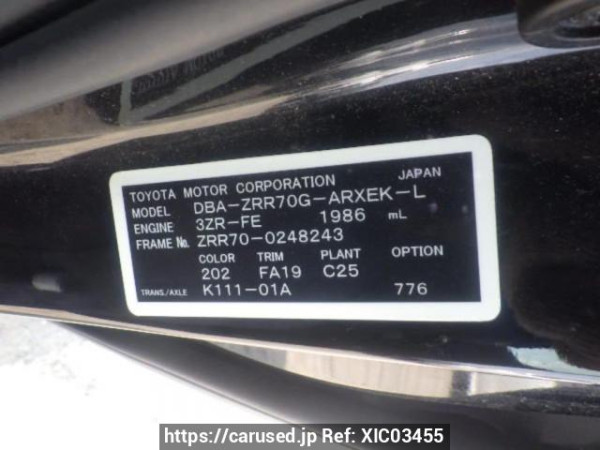 TOYOTA MOTOR CORPORATION JAPAN
MODEL DBA-ZRR70G-ARXEK-L
ENGINE 3ZR-FE 1986 mL
FRAME No. ZRR70-0248243
COLOR TRIM PLANT OPTION
202 FA19 C25
TRANS./AXLE K111-01A 776
https://carused.jp Ref: XIC03455